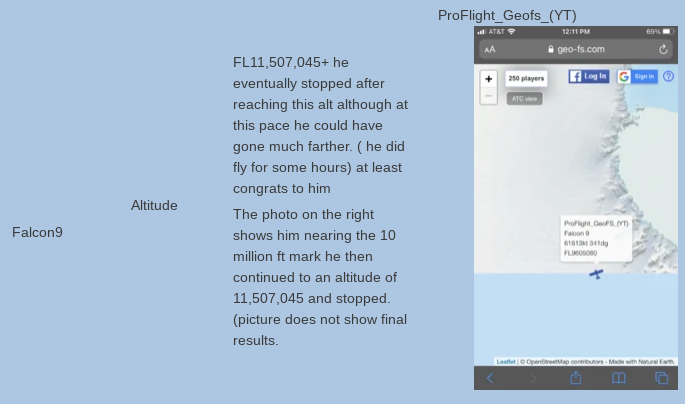 Falcon9
Altitude
FL11,507,045+ he
eventually stopped after
reaching this alt although at
this pace he could have
gone much farther. ( he did
fly for some hours) at least
congrats to him
The photo on the right
shows him nearing the 10
million ft mark he then
continued to an altitude of
11,507,045 and stopped.
(picture does not show final
results.
ProFlight_Geofs_(YT)
AT&T 12:11 PM 69%
AA geo-fs.com
+ 250 players Log In Sign in ?
−
ATC view
ProFlight_GeoFS_(YT)
Falcon 9
61613kt 341dg
FL9605080
Leaflet | © OpenStreetMap contributors - Made with Natural Earth.